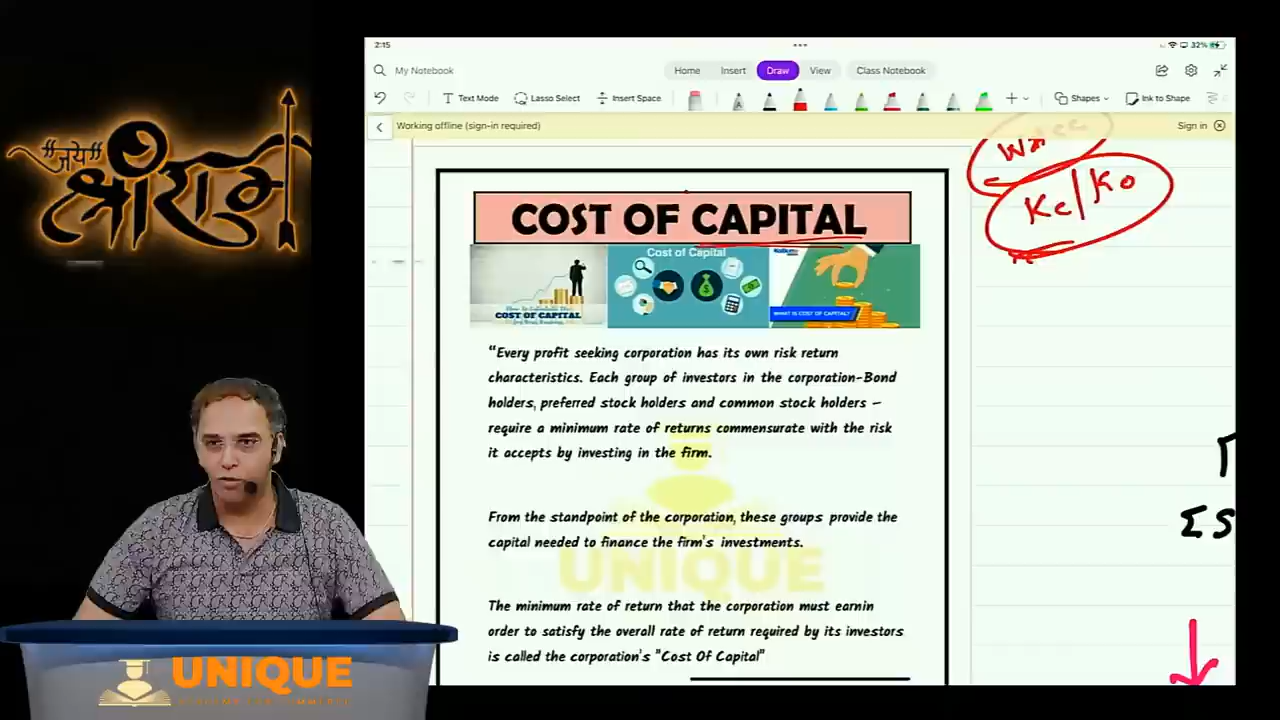 "जय"
श्रीराम
2:15
32%
My Notebook
Home Insert Draw View Class Notebook
Text Mode Lasso Select Insert Space Shapes Ink to Shape
Working offline (sign-in required) Sign in
Kc/Ko
COST OF CAPITAL
Cost of Capital
COST OF CAPITAL
WHAT IS COST OF CAPITAL?
“Every profit seeking corporation has its own risk return
characteristics. Each group of investors in the corporation-Bond
holders, preferred stock holders and common stock holders –
require a minimum rate of returns commensurate with the risk
it accepts by investing in the firm.
From the standpoint of the corporation, these groups provide the
capital needed to finance the firm's investments.
UNIQUE
The minimum rate of return that the corporation must earnin
order to satisfy the overall rate of return required by its investors
is called the corporation's "Cost Of Capital"
ΣS
UNIQUE